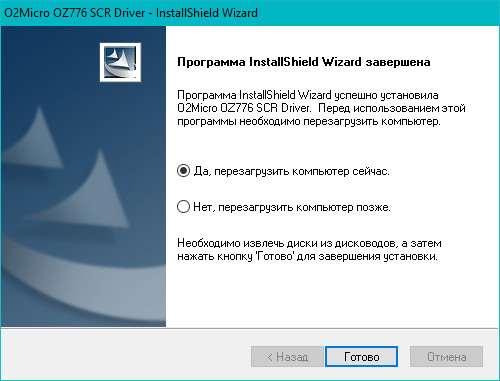 O2Micro OZ776 SCR Driver - InstallShield Wizard
Программа InstallShield Wizard завершена
Программа InstallShield Wizard успешно установила
O2Micro OZ776 SCR Driver. Перед использованием этой
программы необходимо перезагрузить компьютер.
Да, перезагрузить компьютер сейчас.
Нет, перезагрузить компьютер позже.
Необходимо извлечь диски из дисководов, а затем
нажать кнопку 'Готово' для завершения установки.
< Назад
Готово
Отмена